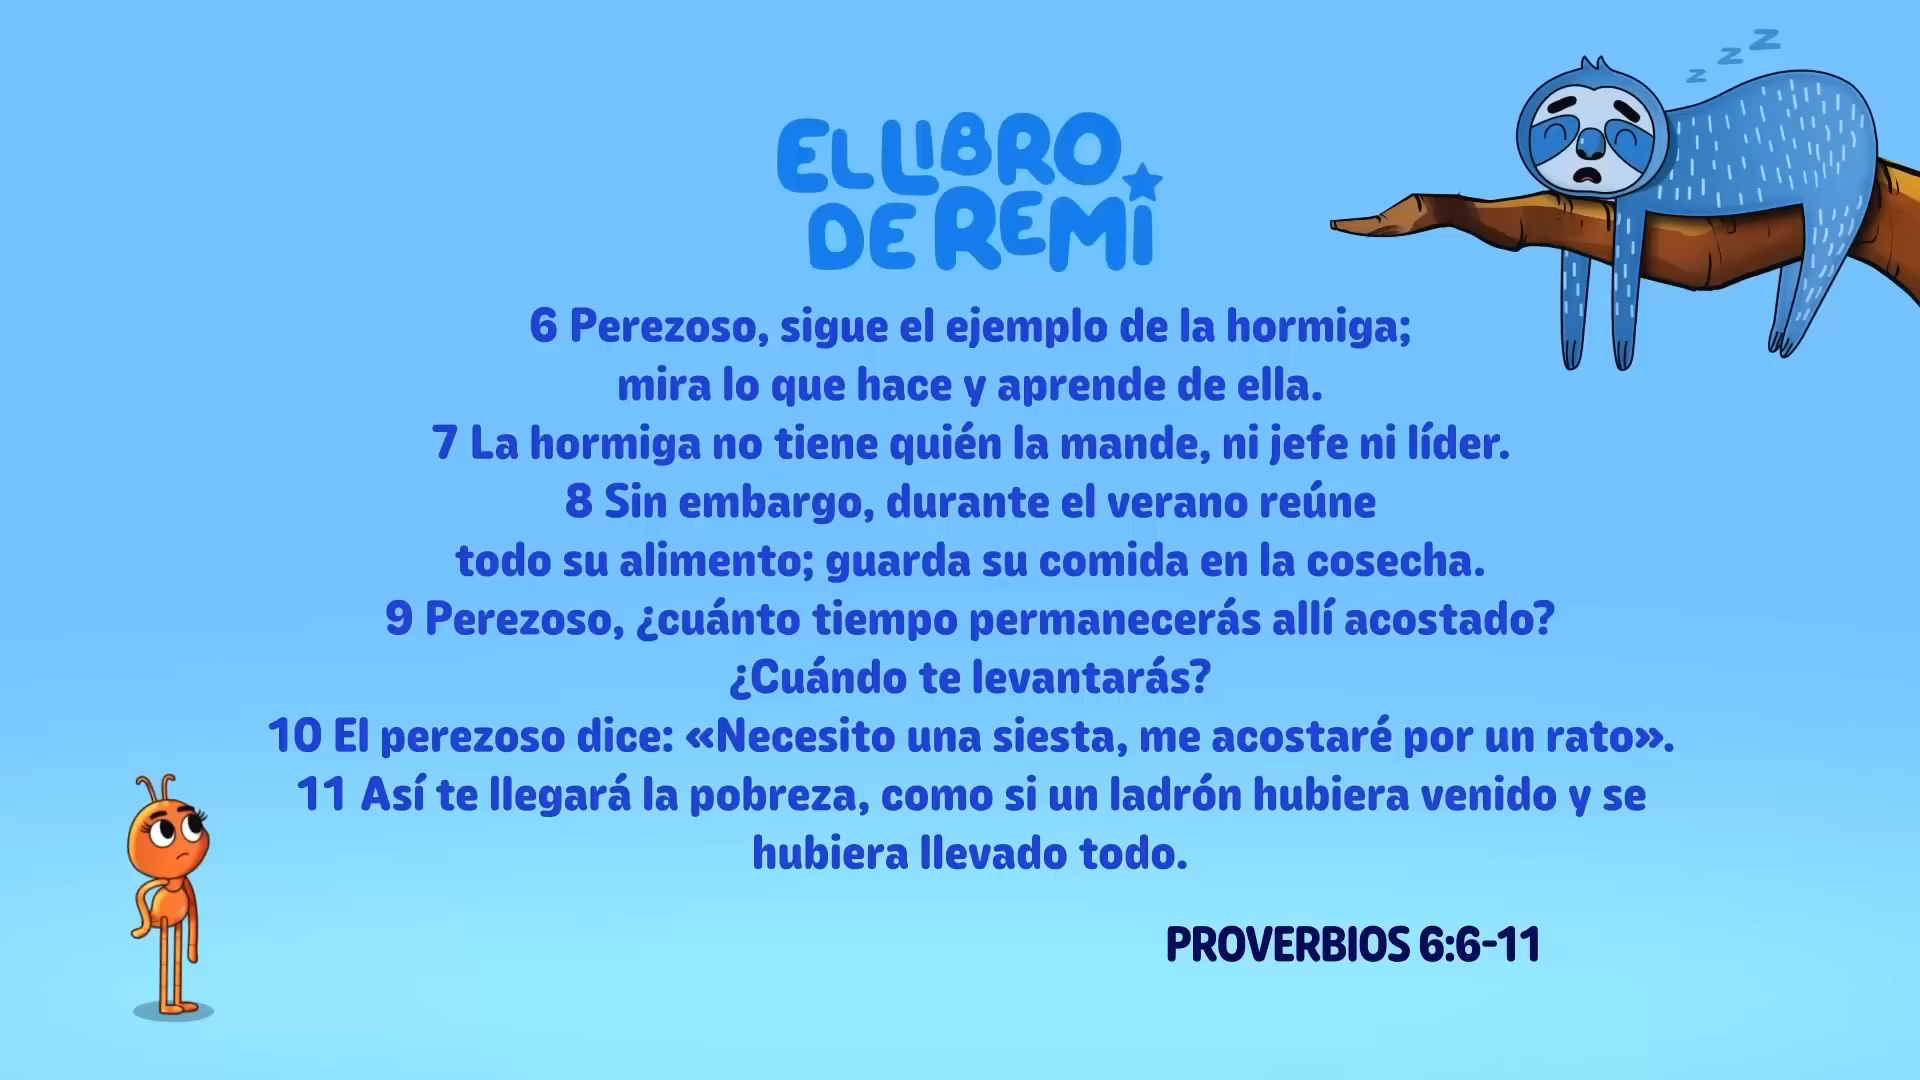 z z z
EL LIBRO
DE REMI
6 Perezoso, sigue el ejemplo de la hormiga;
mira lo que hace y aprende de ella.
7 La hormiga no tiene quién la mande, ni jefe ni líder.
8 Sin embargo, durante el verano reúne
todo su alimento; guarda su comida en la cosecha.
9 Perezoso, ¿cuánto tiempo permanecerás allí acostado?
¿Cuándo te levantarás?
10 El perezoso dice: «Necesito una siesta, me acostaré por un rato».
11 Así te llegará la pobreza, como si un ladrón hubiera venido y se
hubiera llevado todo.
PROVERBIOS 6:6-11